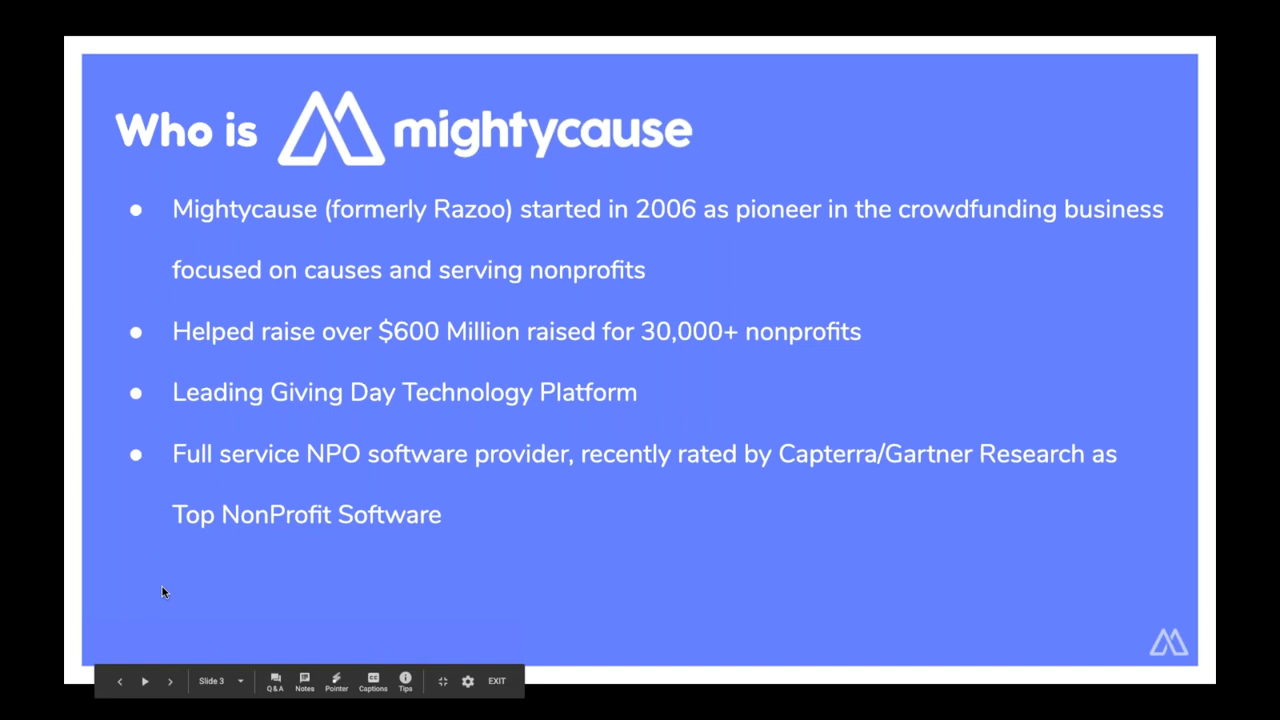 Who is mightycause
● Mightycause (formerly Razoo) started in 2006 as pioneer in the crowdfunding business
focused on causes and serving nonprofits
● Helped raise over $600 Million raised for 30,000+ nonprofits
● Leading Giving Day Technology Platform
● Full service NPO software provider, recently rated by Capterra/Gartner Research as
Top NonProfit Software
Slide 3 Q&A Notes Pointer Captions Tips EXIT